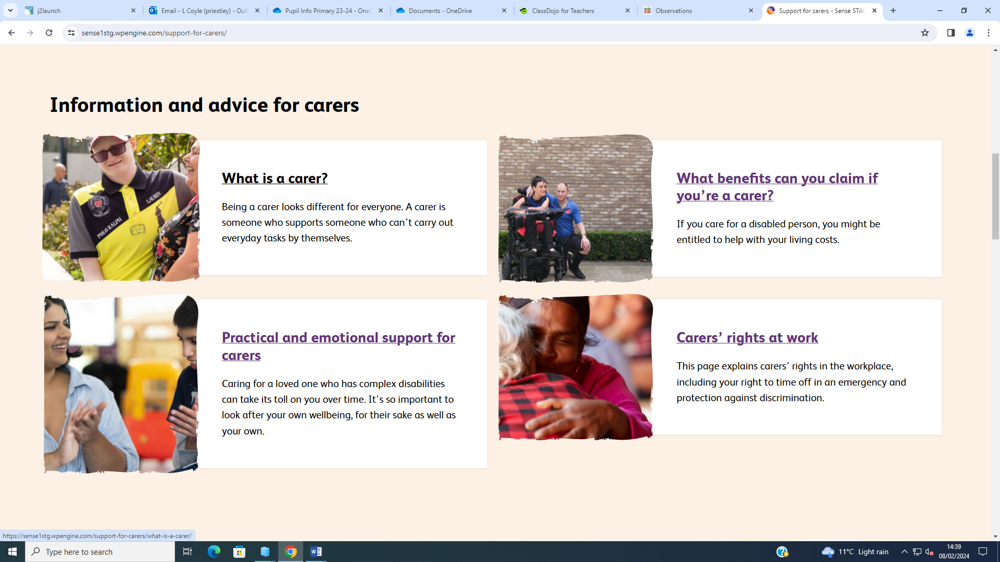 j2launch
Email - L Coyle (priestley) - Out
Pupil Info Primary 23-24 - One
Documents - OneDrive
ClassDojo for Teachers
Observations
Support for carers - Sense STAG
sense1stg.wpengine.com/support-for-carers/
Information and advice for carers
POLO RALPH LAUREN
What is a carer?
Being a carer looks different for everyone. A carer is
someone who supports someone who can’t carry out
everyday tasks by themselves.
What benefits can you claim if
you’re a carer?
If you care for a disabled person, you might be
entitled to help with your living costs.
Practical and emotional support for
carers
Caring for a loved one who has complex disabilities
can take its toll on you over time. It’s so important to
look after your own wellbeing, for their sake as well as
your own.
Carers’ rights at work
This page explains carers’ rights in the workplace,
including your right to time off in an emergency and
protection against discrimination.
https://sense1stg.wpengine.com/support-for-carers/what-is-a-carer/
Type here to search
11°C Light rain
14:39
08/02/2024